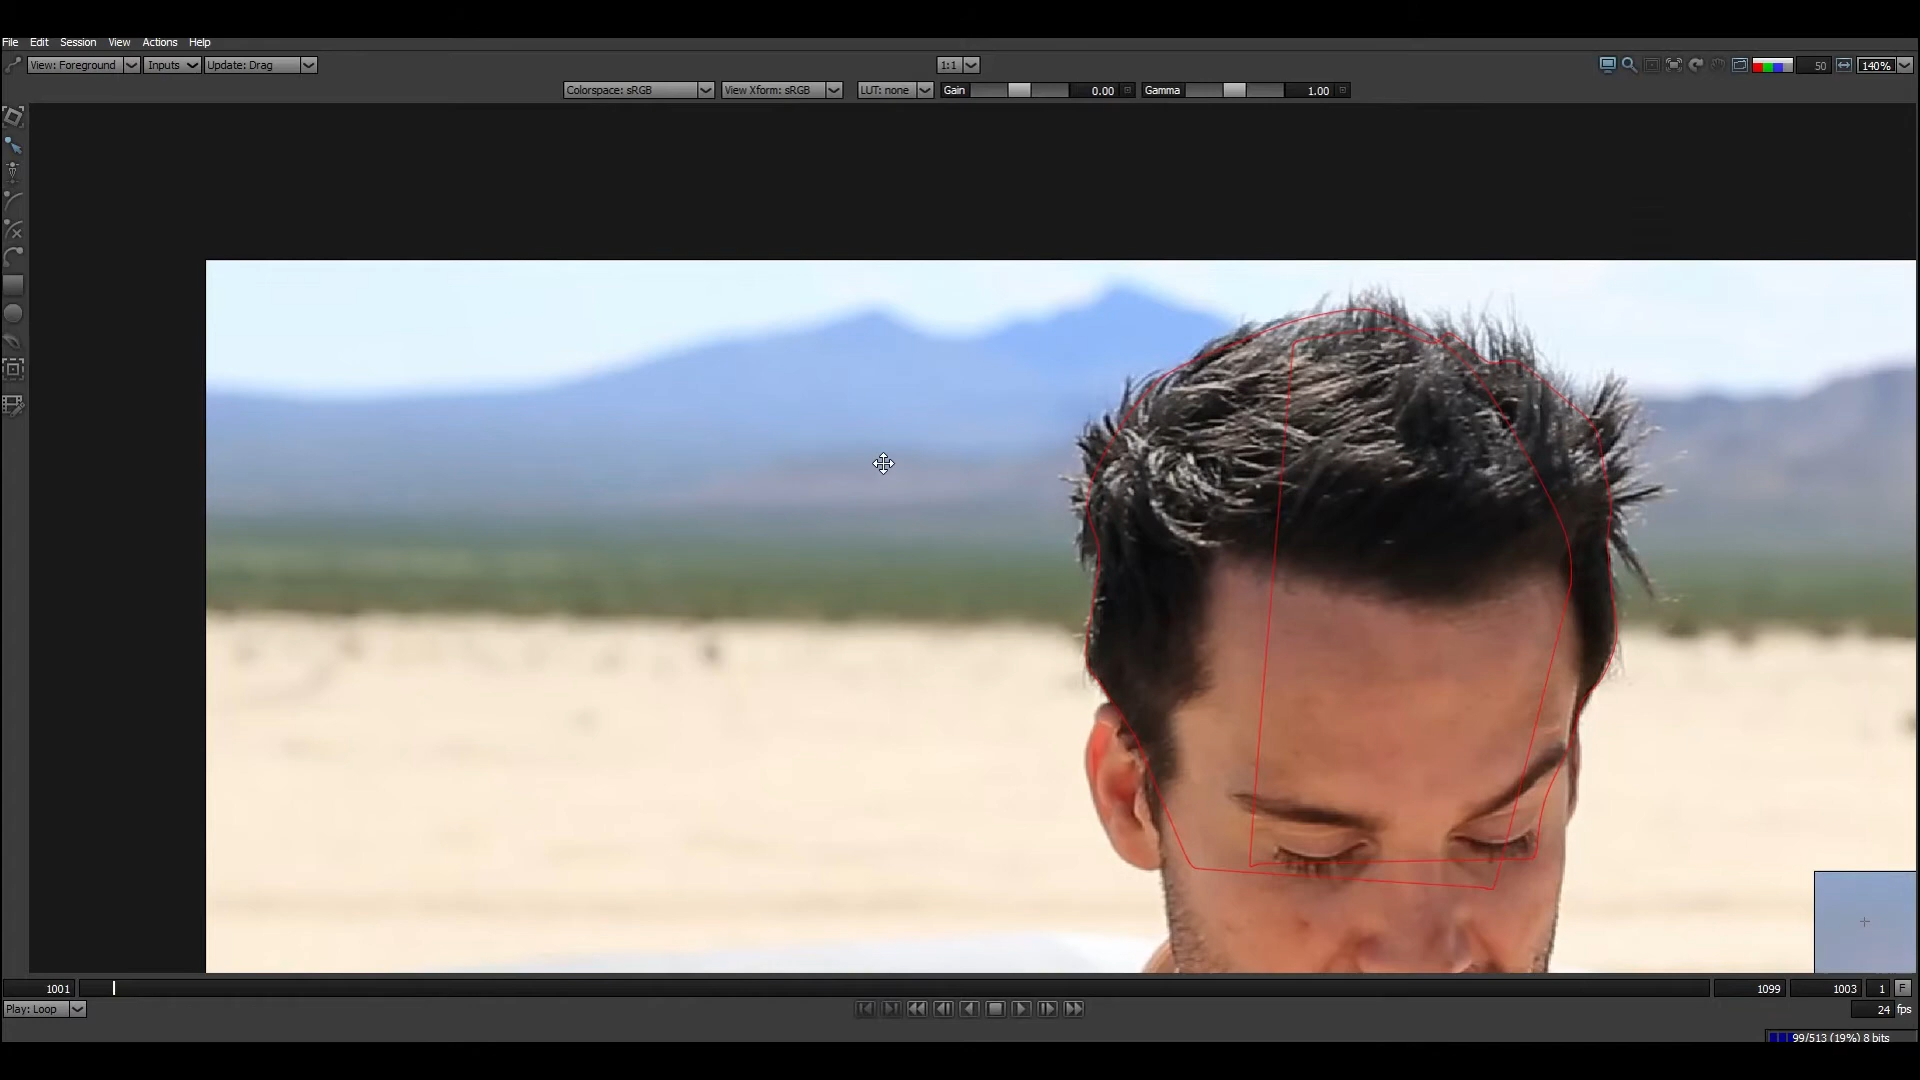 File Edit Session View Actions Help
View: Foreground Inputs Update: Drag 1:1 50 140%
Colorspace: sRGB View Xform: sRGB LUT: none Gain 0.00 Gamma 1.00
1001 1099 1003 1 F
Play: Loop 24 fps
99/513 (19%) 8 bits